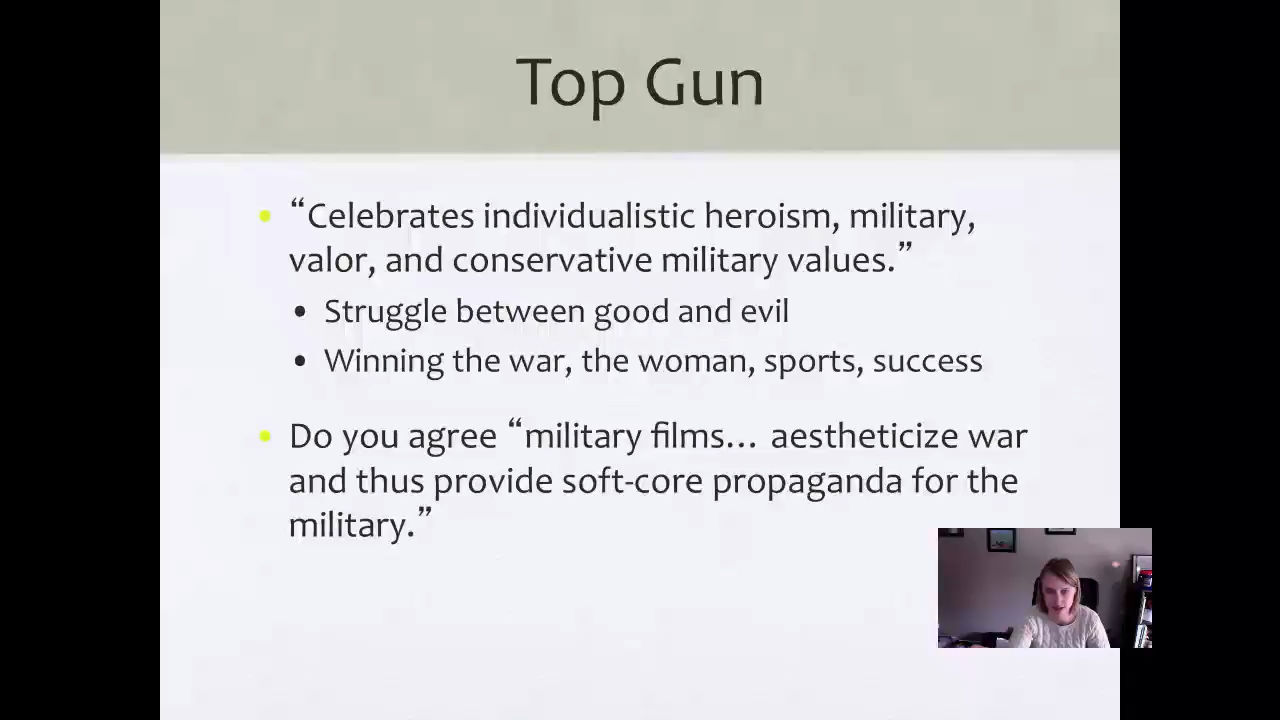 Top Gun
• “Celebrates individualistic heroism, military,
valor, and conservative military values.”
• Struggle between good and evil
• Winning the war, the woman, sports, success
• Do you agree “military films… aestheticize war
and thus provide soft-core propaganda for the
military.”